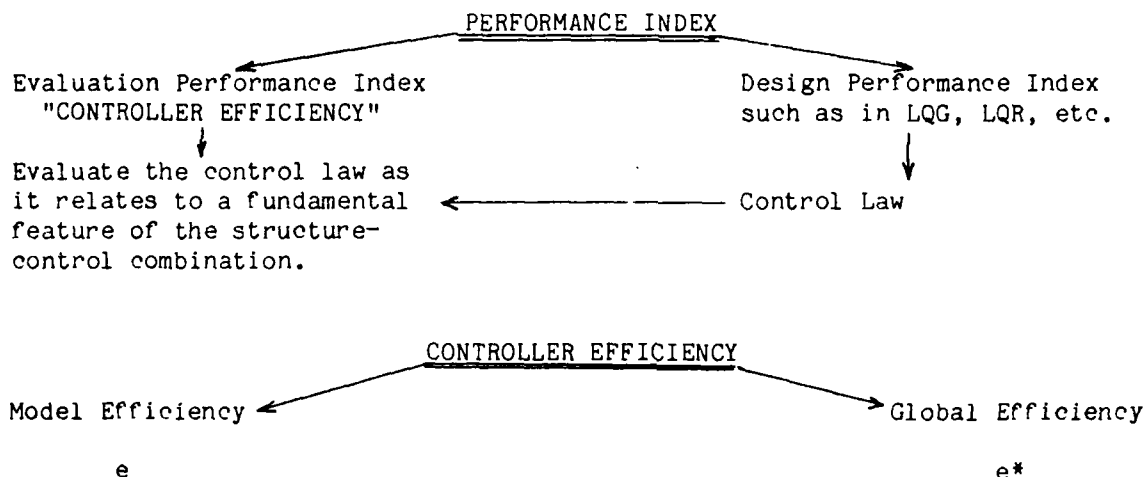 PERFORMANCE INDEX
Evaluation Performance Index
"CONTROLLER EFFICIENCY"
Design Performance Index
such as in LQG, LQR, etc.
Evaluate the control law as
it relates to a fundamental
feature of the structure-
control combination.
Control Law
CONTROLLER EFFICIENCY
Model Efficiency
Global Efficiency
e
e*